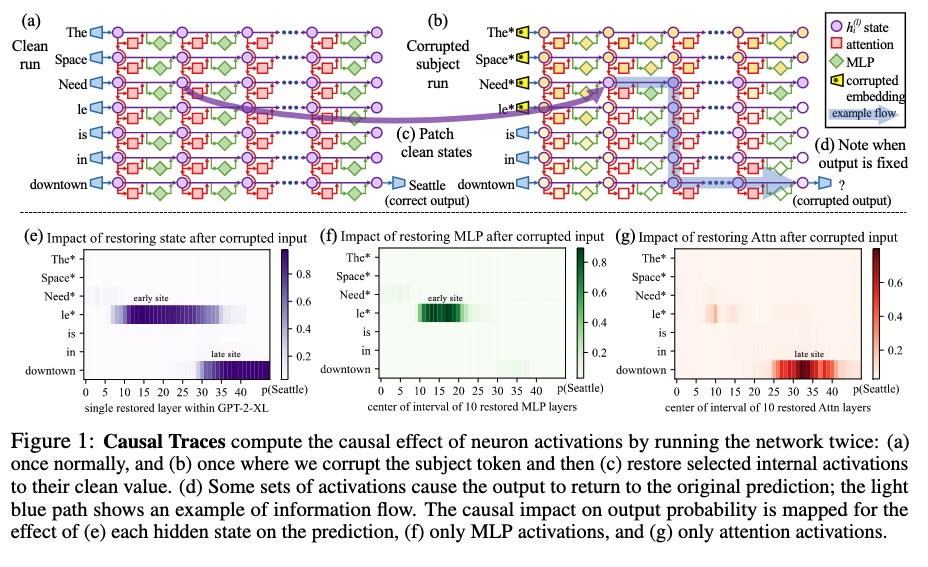 (a)
Clean
run
The
Space
Need
le
is
in
downtown
Seattle
(correct output)
(c) Patch
clean states
(b)
Corrupted
subject
run
The*
Space*
Need*
le*
is
in
downtown
?
(corrupted output)
(d) Note when
output is fixed
hᵢ⁽ˡ⁾ state
attention
MLP
corrupted
embedding
example flow
(e) Impact of restoring state after corrupted input
The*
Space*
Need*
le*
is
in
downtown
early site
late site
0 5 10 15 20 25 30 35 40 p(Seattle)
single restored layer within GPT-2-XL
0.8
0.6
0.4
0.2
(f) Impact of restoring MLP after corrupted input
The*
Space*
Need*
le*
is
in
downtown
early site
0 5 10 15 20 25 30 35 40 p(Seattle)
center of interval of 10 restored MLP layers
0.8
0.6
0.4
0.2
(g) Impact of restoring Attn after corrupted input
The*
Space*
Need*
le*
is
in
downtown
late site
0 5 10 15 20 25 30 35 40 p(Seattle)
center of interval of 10 restored Attn layers
0.6
0.4
0.2
Figure 1: Causal Traces compute the causal effect of neuron activations by running the network twice: (a)
once normally, and (b) once where we corrupt the subject token and then (c) restore selected internal activations
to their clean value. (d) Some sets of activations cause the output to return to the original prediction; the light
blue path shows an example of information flow. The causal impact on output probability is mapped for the
effect of (e) each hidden state on the prediction, (f) only MLP activations, and (g) only attention activations.